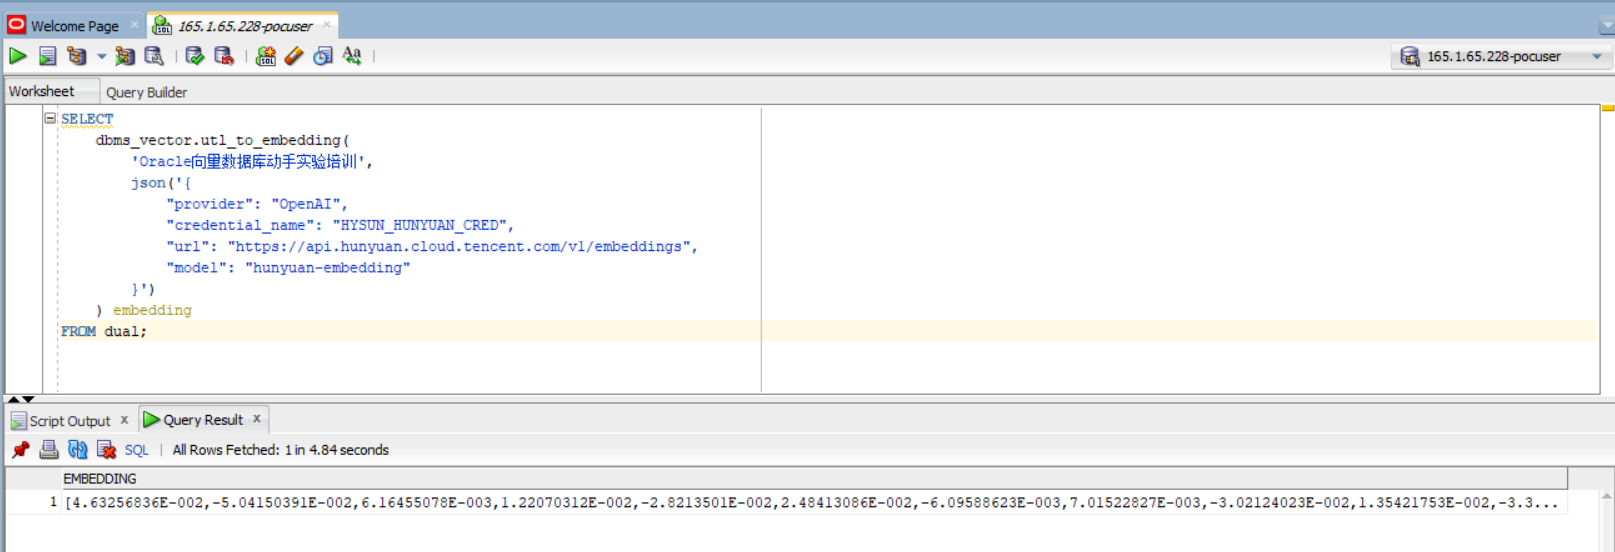 Welcome Page
165.1.65.228-pocuser
165.1.65.228-pocuser
Worksheet
Query Builder
SELECT
dbms_vector.utl_to_embedding(
'Oracle向量数据库动手实验培训',
json('{
"provider": "OpenAI",
"credential_name": "HYSUN_HUNYUAN_CRED",
"url": "https://api.hunyuan.cloud.tencent.com/v1/embeddings",
"model": "hunyuan-embedding"
}')
) embedding
FROM dual;
Script Output x
Query Result x
SQL | All Rows Fetched: 1 in 4.84 seconds
EMBEDDING
1 [4.63256836E-002,-5.04150391E-002,6.16455078E-003,1.22070312E-002,-2.8213501E-002,2.48413086E-002,-6.09588623E-003,7.01522827E-003,-3.02124023E-002,1.35421753E-002,-3.3...